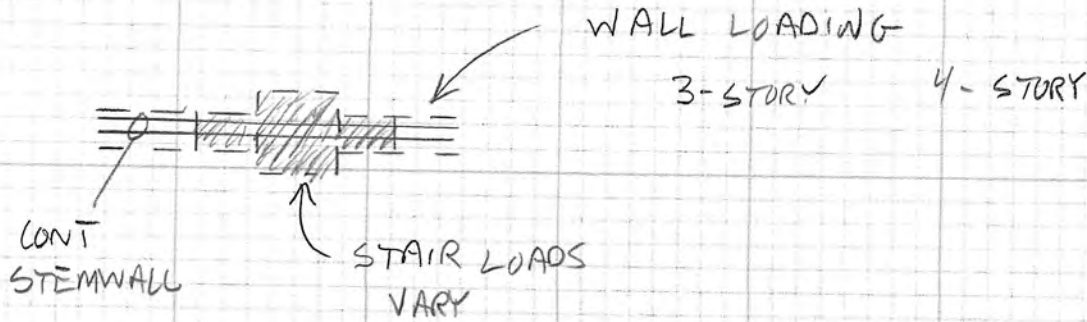 WALL LOADING
3-STORY 4-STORY
CONT
STEMWALL
STAIR LOADS
VARY